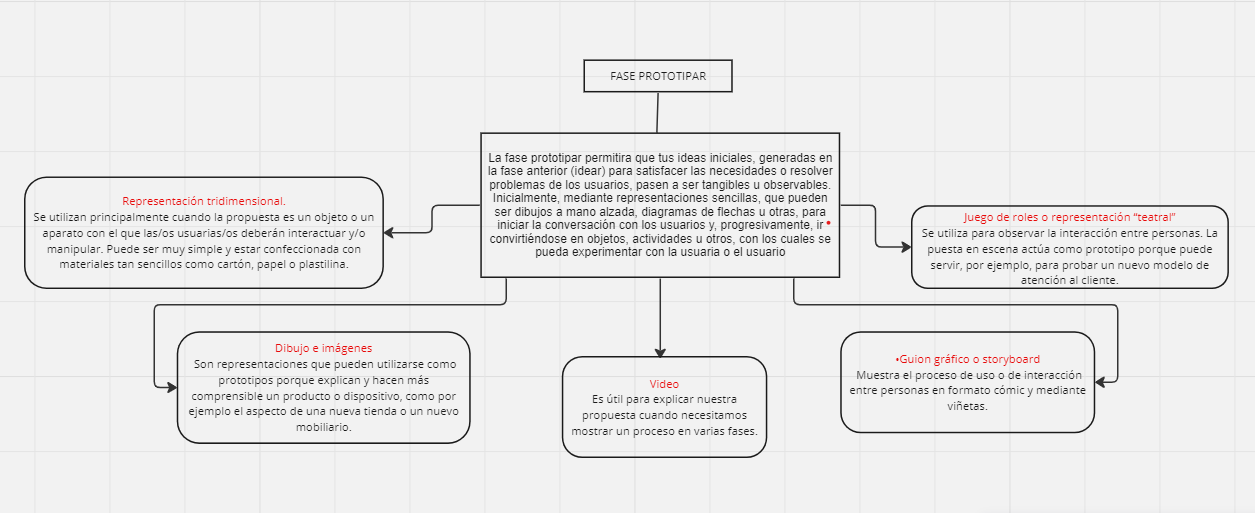 FASE PROTOTIPAR
La fase prototipar permitira que tus ideas iniciales, generadas en
la fase anterior (idear) para satisfacer las necesidades o resolver
problemas de los usuarios, pasen a ser tangibles u observables.
Inicialmente, mediante representaciones sencillas, que pueden
ser dibujos a mano alzada, diagramas de flechas u otras, para
iniciar la conversación con los usuarios y, progresivamente, ir •
convirtiéndose en objetos, actividades u otros, con los cuales se
pueda experimentar con la usuaria o el usuario
Representación tridimensional.
Se utilizan principalmente cuando la propuesta es un objeto o un
aparato con el que las/os usuarias/os deberán interactuar y/o
manipular. Puede ser muy simple y estar confeccionada con
materiales tan sencillos como cartón, papel o plastilina.
Juego de roles o representación “teatral”
Se utiliza para observar la interacción entre personas. La
puesta en escena actúa como prototipo porque puede
servir, por ejemplo, para probar un nuevo modelo de
atención al cliente.
Dibujo e imágenes
Son representaciones que pueden utilizarse como
prototipos porque explican y hacen más
comprensible un producto o dispositivo, como por
ejemplo el aspecto de una nueva tienda o un nuevo
mobiliario.
Video
Es útil para explicar nuestra
propuesta cuando necesitamos
mostrar un proceso en varias fases.
•Guion gráfico o storyboard
Muestra el proceso de uso o de interacción
entre personas en formato cómic y mediante
viñetas.